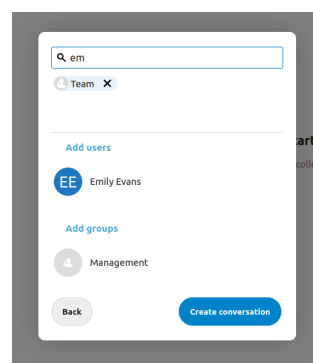 em
Team
Add users
EE Emily Evans
Add groups
Management
Back Create conversation